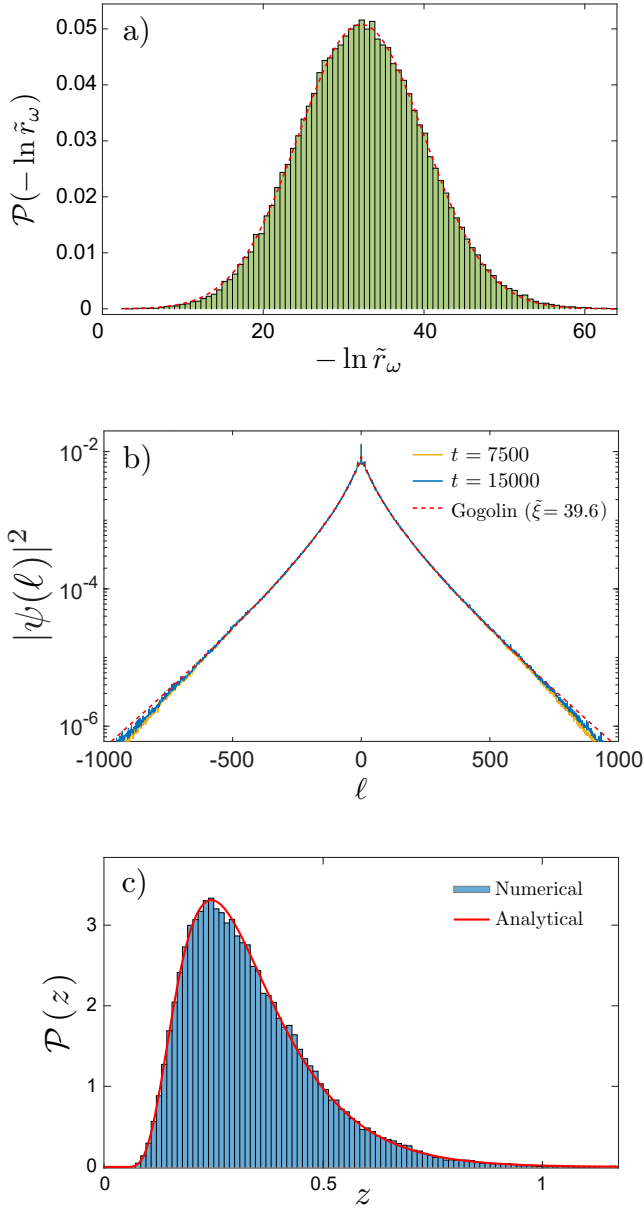 a)
0.05
0.04
0.03
0.02
0.01
0
𝒫(− ln r̃_ω)
0 20 40 60
− ln r̃_ω
b)
10^-2
10^-4
10^-6
|ψ(ℓ)|^2
t = 7500
t = 15000
Gogolin (ξ̃ = 39.6)
-1000 -500 0 500 1000
ℓ
c)
3
2
1
0
𝒫(z)
Numerical
Analytical
0 0.5 1
z